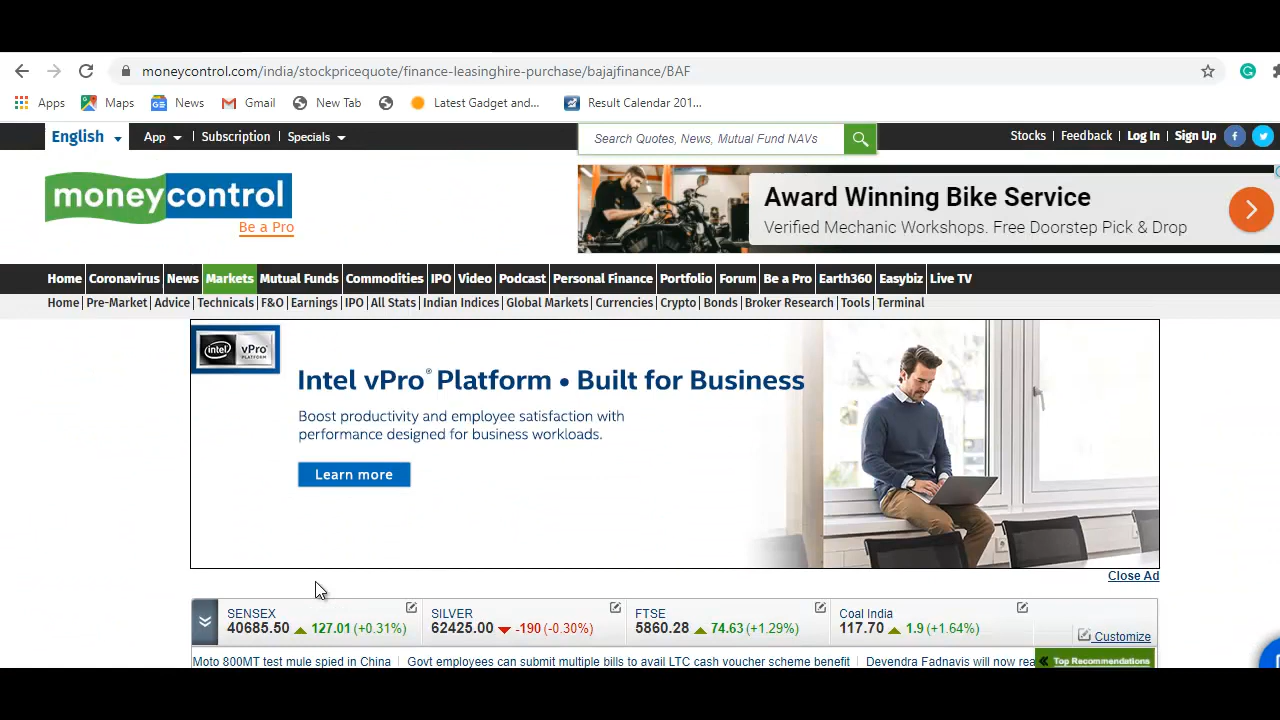 moneycontrol.com/india/stockpricequote/finance-leasinghire-purchase/bajajfinance/BAF
Apps Maps News Gmail New Tab Latest Gadget and... Result Calendar 201...
English App Subscription Specials Search Quotes, News, Mutual Fund NAVs Stocks | Feedback | Log In | Sign Up
moneycontrol
Be a Pro
Award Winning Bike Service
Verified Mechanic Workshops. Free Doorstep Pick & Drop
Home Coronavirus News Markets Mutual Funds Commodities IPO Video Podcast Personal Finance Portfolio Forum Be a Pro Earth360 Easybiz Live TV
Home | Pre-Market | Advice | Technicals | F&O | Earnings | IPO | All Stats | Indian Indices | Global Markets | Currencies | Crypto | Bonds | Broker Research | Tools | Terminal
intel vPro PLATFORM
Intel vPro® Platform • Built for Business
Boost productivity and employee satisfaction with
performance designed for business workloads.
Learn more
Close Ad
SENSEX SILVER FTSE Coal India
40685.50 127.01 (+0.31%) 62425.00 -190 (-0.30%) 5860.28 74.63 (+1.29%) 117.70 1.9 (+1.64%)
Customize
Moto 800MT test mule spied in China | Govt employees can submit multiple bills to avail LTC cash voucher scheme benefit | Devendra Fadnavis will now
Top Recommendations